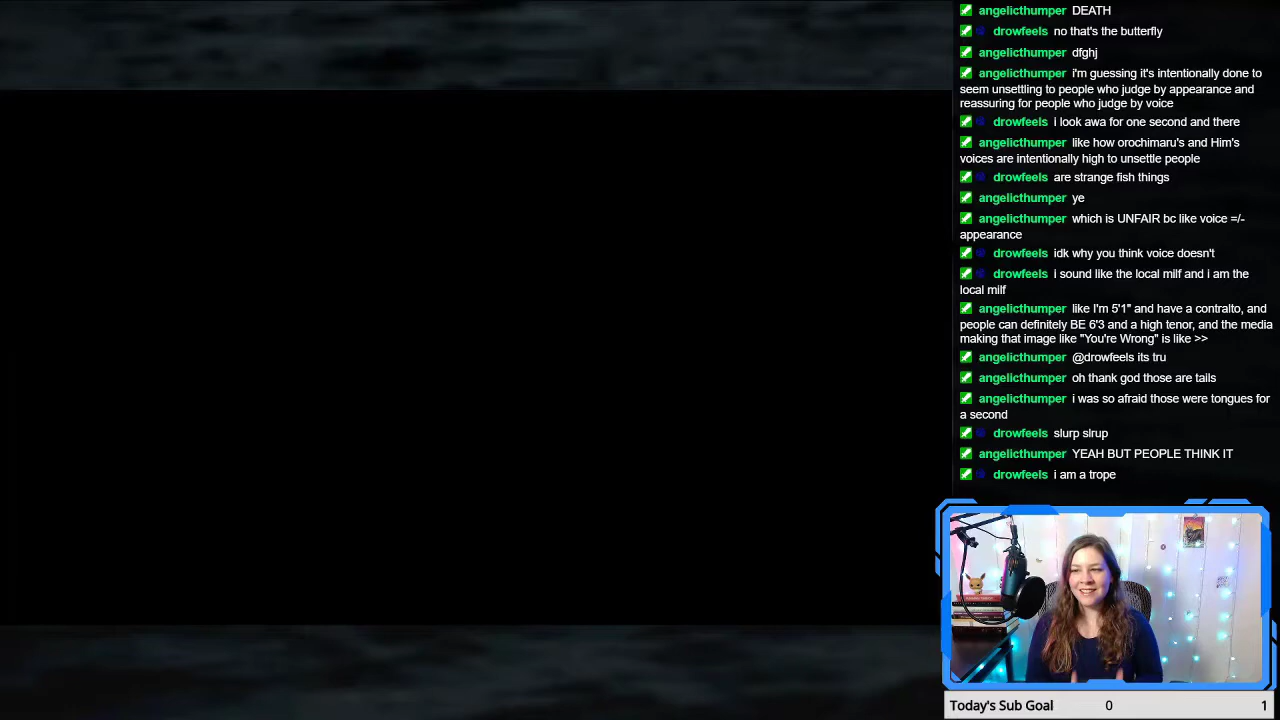 angelicthumper DEATH
drowfeels no that's the butterfly
angelicthumper dfghj
angelicthumper i'm guessing it's intentionally done to
seem unsettling to people who judge by appearance and
reassuring for people who judge by voice
drowfeels i look awa for one second and there
angelicthumper like how orochimaru's and Him's
voices are intentionally high to unsettle people
drowfeels are strange fish things
angelicthumper ye
angelicthumper which is UNFAIR bc like voice =/-
appearance
drowfeels idk why you think voice doesn't
drowfeels i sound like the local milf and i am the
local milf
angelicthumper like I'm 5'1" and have a contralto, and
people can definitely BE 6'3 and a high tenor, and the media
making that image like "You're Wrong" is like >>
angelicthumper @drowfeels its tru
angelicthumper oh thank god those are tails
angelicthumper i was so afraid those were tongues for
a second
drowfeels slurp slrup
angelicthumper YEAH BUT PEOPLE THINK IT
drowfeels i am a trope
Today's Sub Goal 0 1